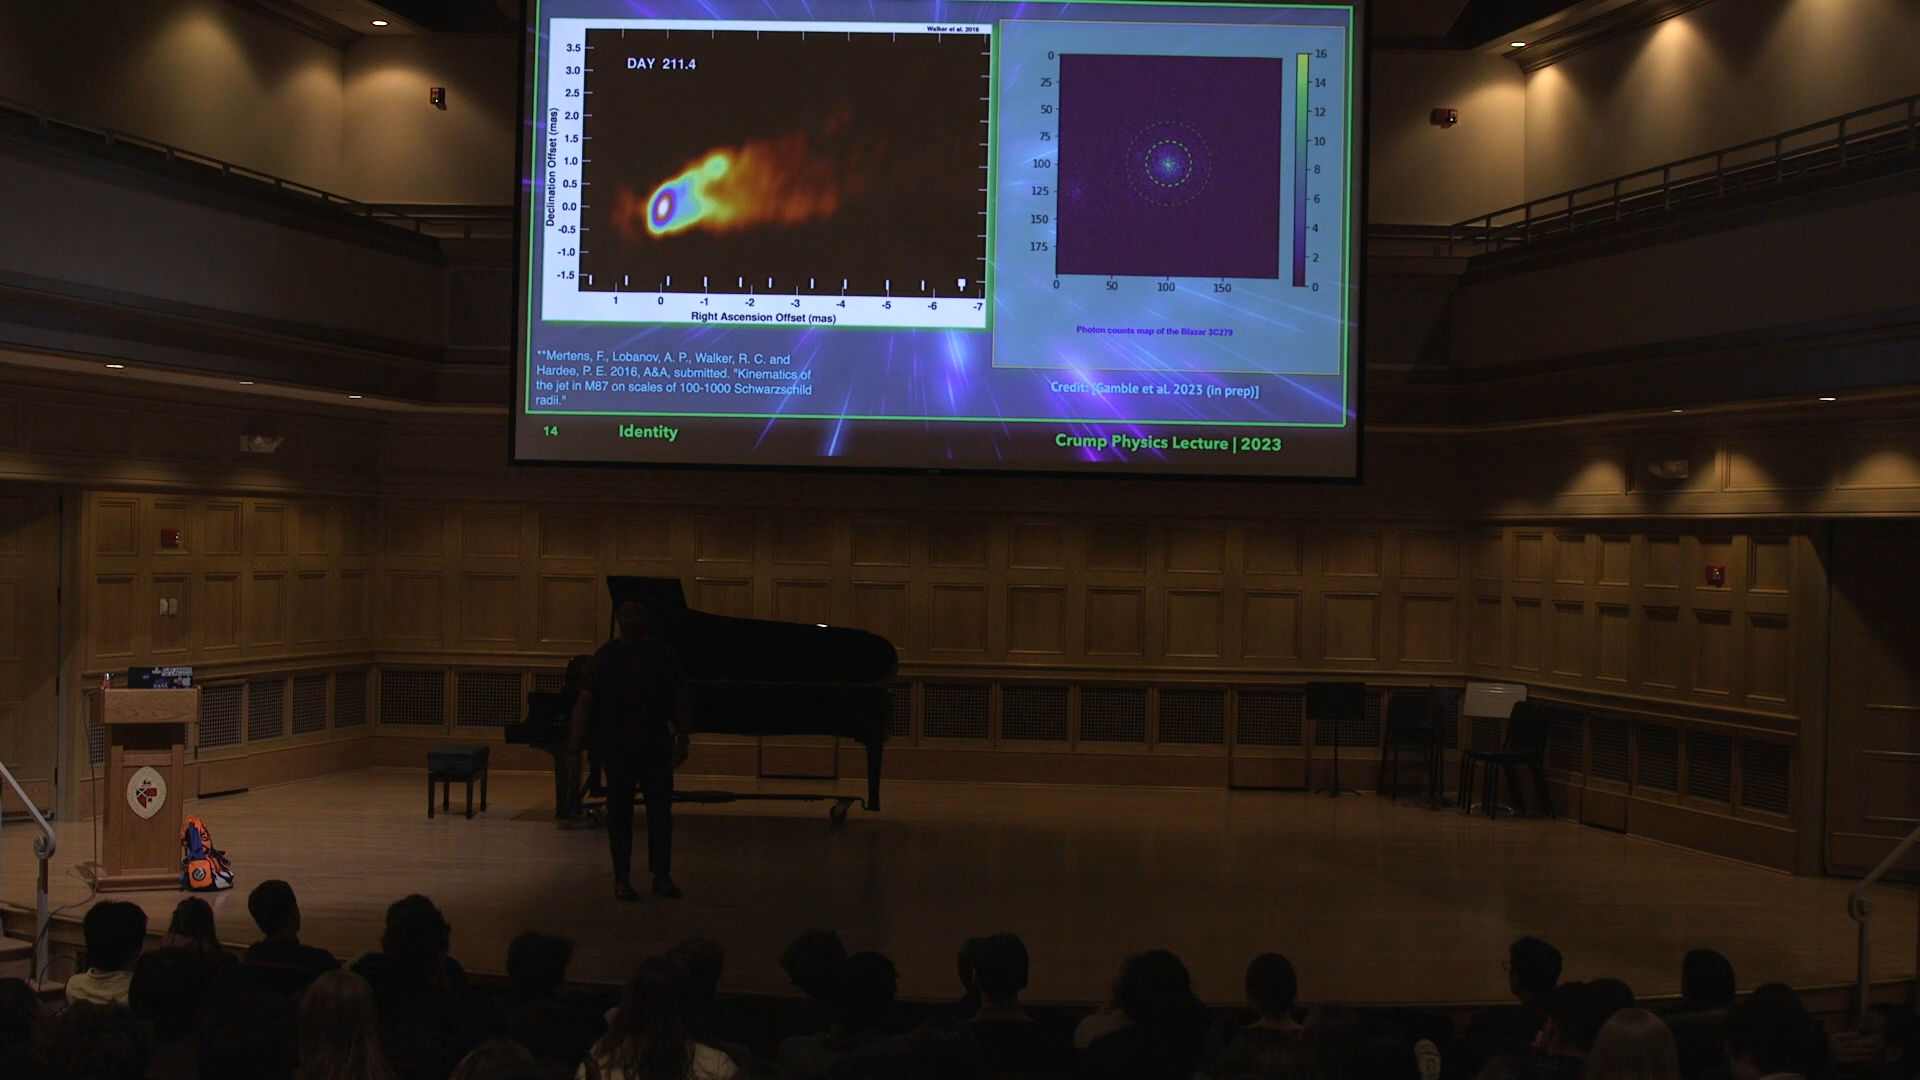 Walker et al. 2016
DAY 211.4
3.5
3.0
2.5
2.0
1.5
1.0
0.5
0.0
-0.5
-1.0
-1.5
Declination Offset (mas)
1 0 -1 -2 -3 -4 -5 -6 -7
Right Ascension Offset (mas)
0
25
50
75
100
125
150
175
0 50 100 150
16
14
12
10
8
6
4
2
0
Photon counts map of the Blazar 3C279
**Mertens, F., Lobanov, A. P., Walker, R. C. and
Hardee, P. E. 2016, A&A, submitted. "Kinematics of
the jet in M87 on scales of 100-1000 Schwarzschild
radii."
Credit: [Gamble et al. 2023 (in prep)]
14 Identity Crump Physics Lecture | 2023